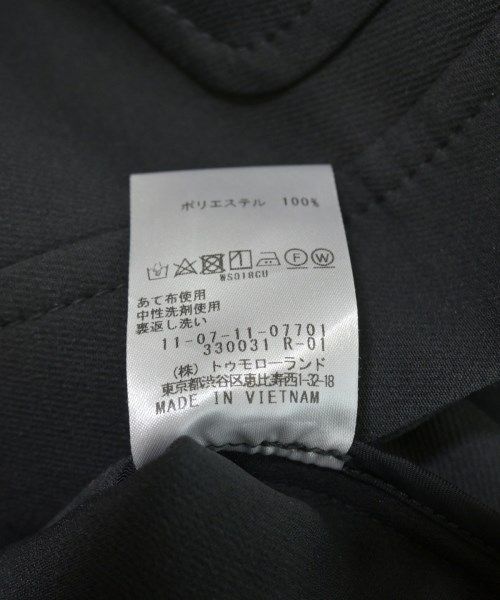 ポリエステル 100%
F W
WS018GU
あて布使用
中性洗剤使用
裏返し洗い
11-07-11-07701
330031 R-01
(株) トゥモローランド
東京都渋谷区恵比寿西1-32-18
MADE IN VIETNAM